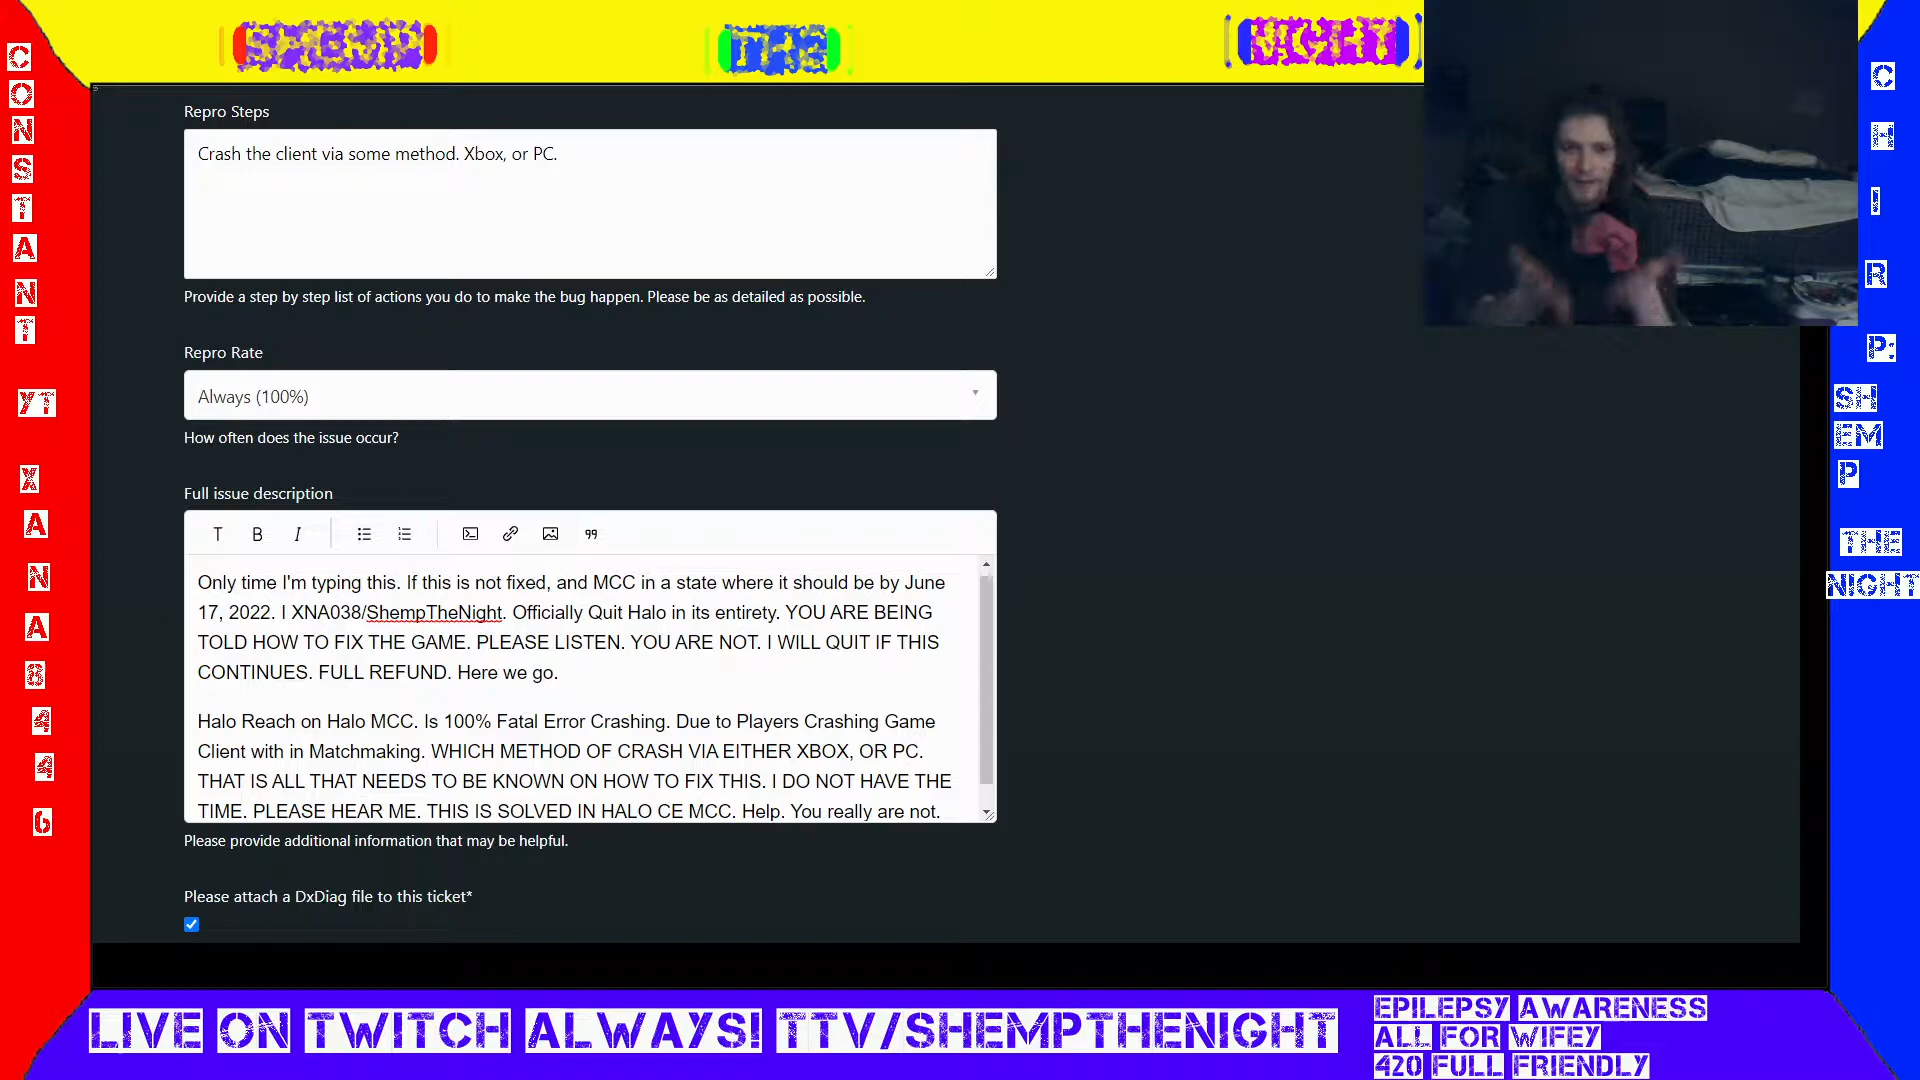 SHEMP THE NIGHT
CONSTANT
YT
XANA8446
CHIRP:
SHEMP
THE
NIGHT
Repro Steps
Crash the client via some method. Xbox, or PC.
Provide a step by step list of actions you do to make the bug happen. Please be as detailed as possible.
Repro Rate
Always (100%)
How often does the issue occur?
Full issue description
T B I
Only time I'm typing this. If this is not fixed, and MCC in a state where it should be by June
17, 2022. I XNA038/ShempTheNight. Officially Quit Halo in its entirety. YOU ARE BEING
TOLD HOW TO FIX THE GAME. PLEASE LISTEN. YOU ARE NOT. I WILL QUIT IF THIS
CONTINUES. FULL REFUND. Here we go.
Halo Reach on Halo MCC. Is 100% Fatal Error Crashing. Due to Players Crashing Game
Client with in Matchmaking. WHICH METHOD OF CRASH VIA EITHER XBOX, OR PC.
THAT IS ALL THAT NEEDS TO BE KNOWN ON HOW TO FIX THIS. I DO NOT HAVE THE
TIME. PLEASE HEAR ME. THIS IS SOLVED IN HALO CE MCC. Help. You really are not.
Please provide additional information that may be helpful.
Please attach a DxDiag file to this ticket*
LIVE ON TWITCH ALWAYS! TTV/SHEMPTHENIGHT
EPILEPSY AWARENESS
ALL FOR WIFEY
420 FULL FRIENDLY